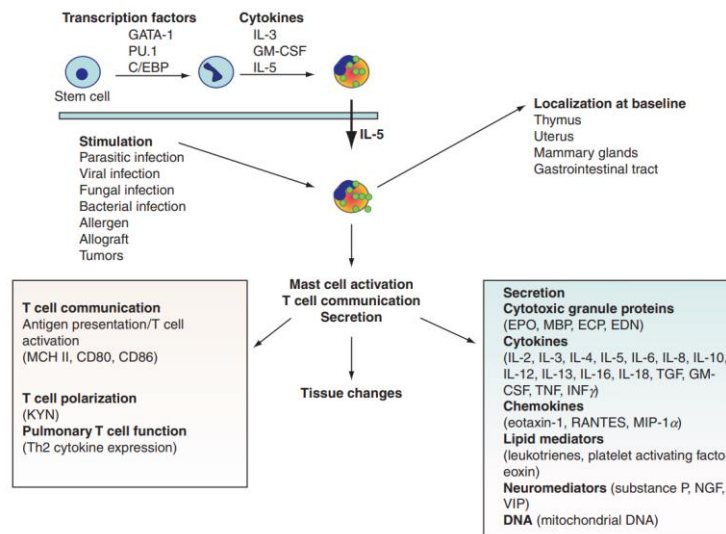 Transcription factors
GATA-1
PU.1
C/EBP
Cytokines
IL-3
GM-CSF
IL-5
Stem cell
IL-5
Localization at baseline
Thymus
Uterus
Mammary glands
Gastrointestinal tract
Stimulation
Parasitic infection
Viral infection
Fungal infection
Bacterial infection
Allergen
Allograft
Tumors
Mast cell activation
T cell communication
Secretion
Tissue changes
T cell communication
Antigen presentation/T cell
activation
(MCH II, CD80, CD86)
T cell polarization
(KYN)
Pulmonary T cell function
(Th2 cytokine expression)
Secretion
Cytotoxic granule proteins
(EPO, MBP, ECP, EDN)
Cytokines
(IL-2, IL-3, IL-4, IL-5, IL-6, IL-8, IL-10,
IL-12, IL-13, IL-16, IL-18, TGF, GM-
CSF, TNF, INFγ)
Chemokines
(eotaxin-1, RANTES, MIP-1α)
Lipid mediators
(leukotrienes, platelet activating facto
eoxin)
Neuromediators (substance P, NGF,
VIP)
DNA (mitochondrial DNA)